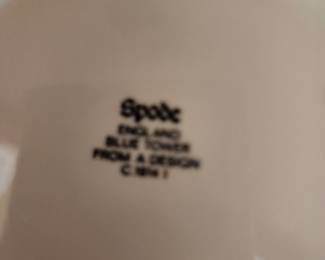 Spode
ENGLAND
BLUE TOWER
FROM A DESIGN
C.1814 I